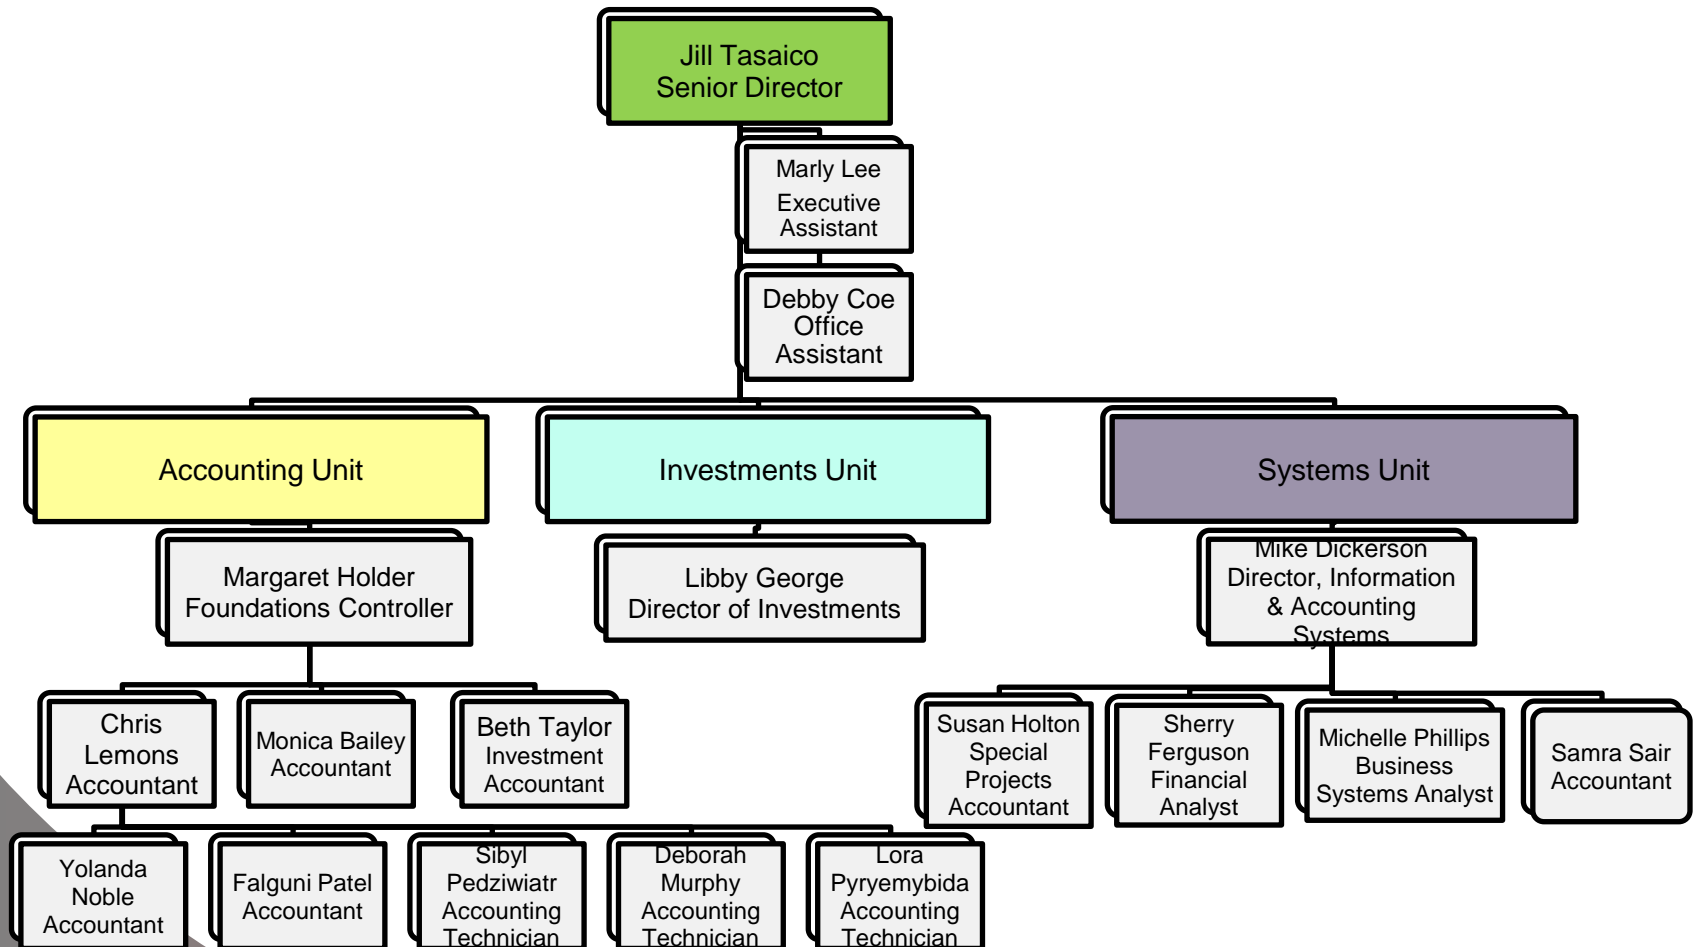 Jill Tasaico
Senior Director
Marly Lee
Executive
Assistant
Debby Coe
Office
Assistant
Accounting Unit
Investments Unit
Systems Unit
Margaret Holder
Foundations Controller
Libby George
Director of Investments
Mike Dickerson
Director, Information
& Accounting
Systems
Chris
Lemons
Accountant
Monica Bailey
Accountant
Beth Taylor
Investment
Accountant
Susan Holton
Special
Projects
Accountant
Sherry
Ferguson
Financial
Analyst
Michelle Phillips
Business
Systems Analyst
Samra Sair
Accountant
Yolanda
Noble
Accountant
Falguni Patel
Accountant
Sibyl
Pedziwiatr
Accounting
Technician
Deborah
Murphy
Accounting
Technician
Lora
Pyryemybida
Accounting
Technician